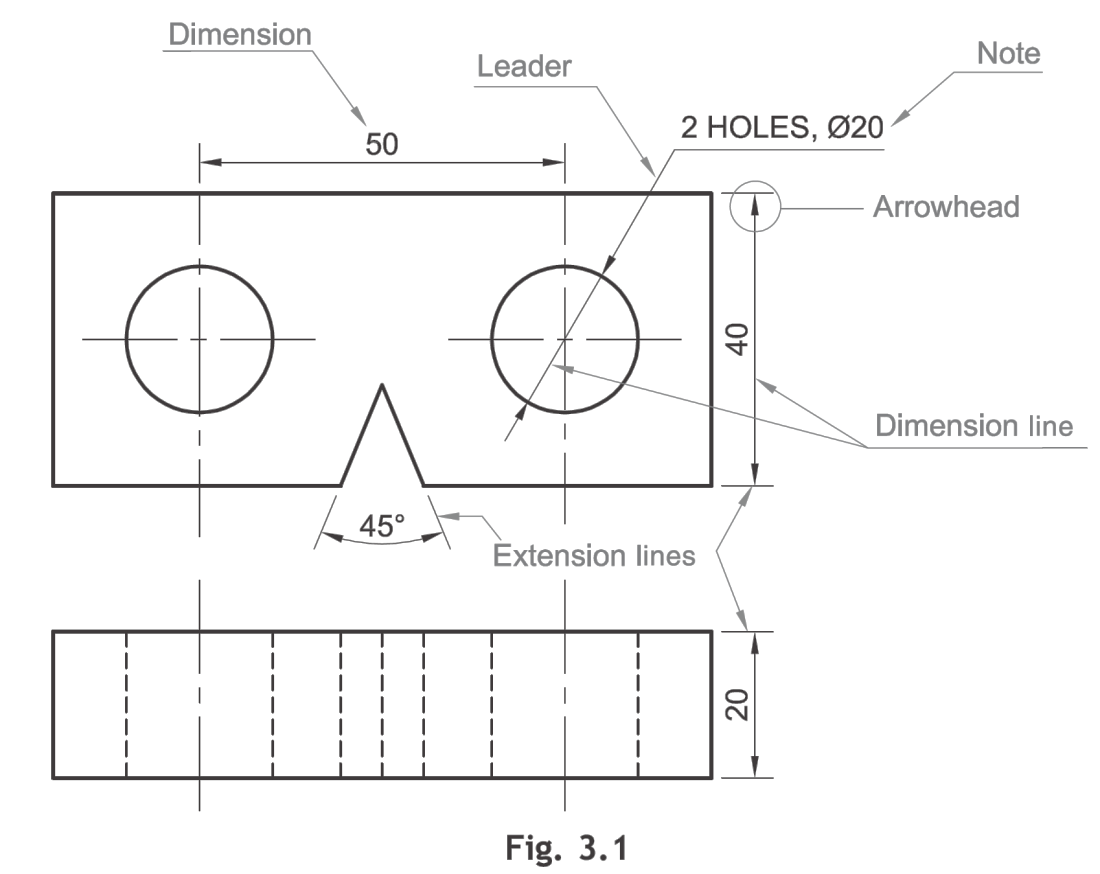 Dimension
Leader
Note
2 HOLES, Ø20
50
Arrowhead
40
Dimension line
45°
Extension lines
20
Fig. 3.1